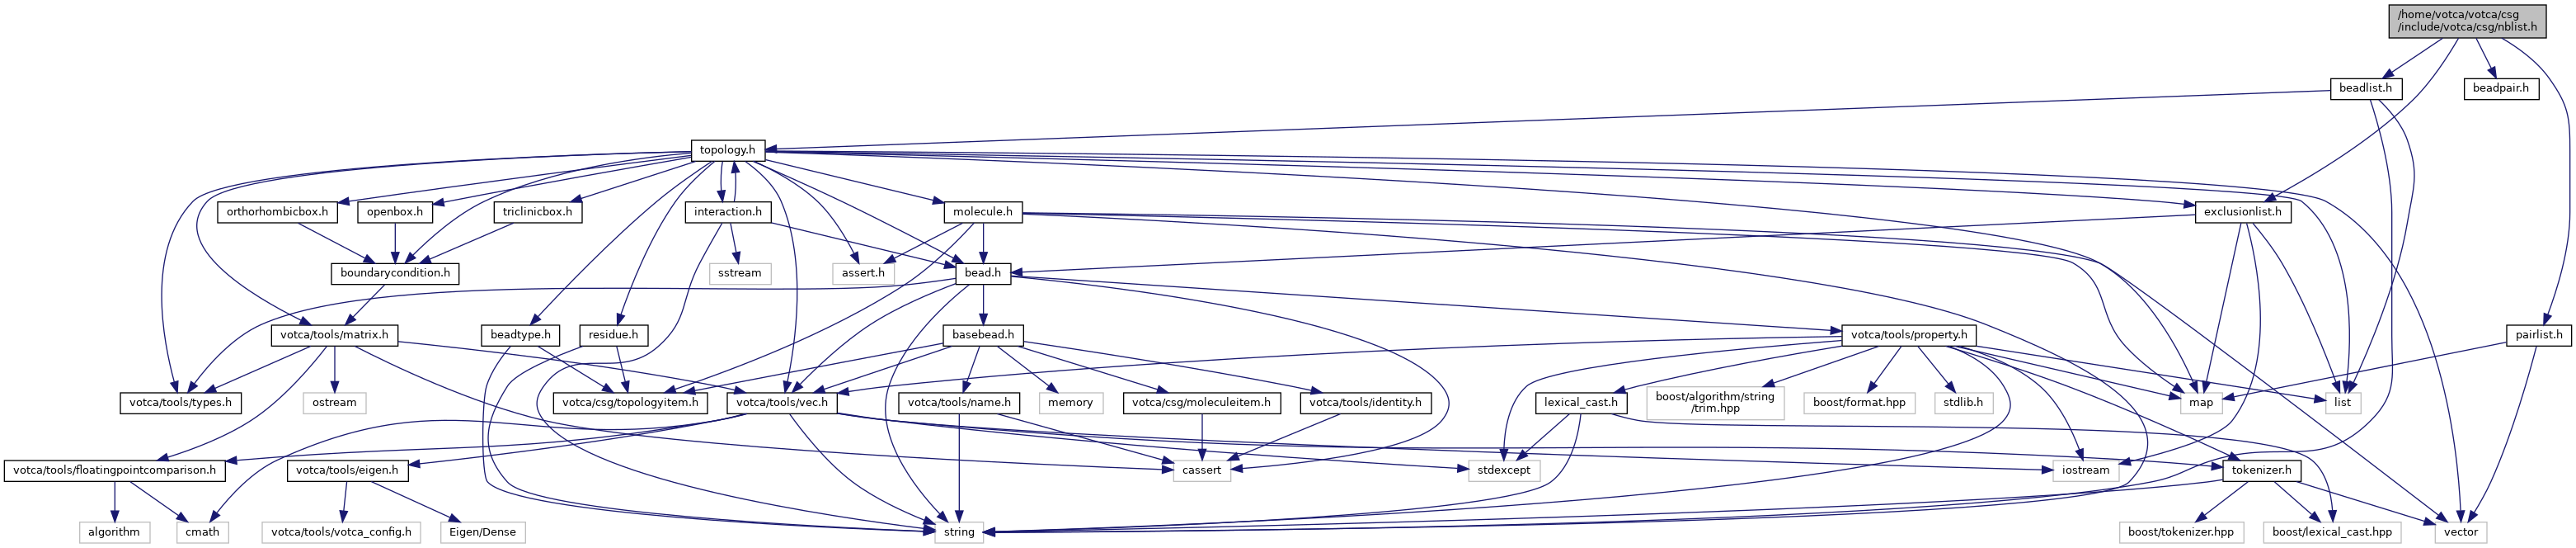 /home/votca/votca/csg
/include/votca/csg/nblist.h
beadlist.h
beadpair.h
topology.h
orthorhombicbox.h
openbox.h
triclinicbox.h
interaction.h
molecule.h
exclusionlist.h
boundarycondition.h
sstream
assert.h
bead.h
votca/tools/matrix.h
beadtype.h
residue.h
basebead.h
votca/tools/property.h
pairlist.h
votca/tools/types.h
ostream
votca/csg/topologyitem.h
votca/tools/vec.h
votca/tools/name.h
memory
votca/csg/moleculeitem.h
votca/tools/identity.h
lexical_cast.h
boost/algorithm/string
/trim.hpp
boost/format.hpp
stdlib.h
map
list
votca/tools/floatingpointcomparison.h
votca/tools/eigen.h
cassert
stdexcept
iostream
tokenizer.h
algorithm
cmath
votca/tools/votca_config.h
Eigen/Dense
string
boost/tokenizer.hpp
boost/lexical_cast.hpp
vector